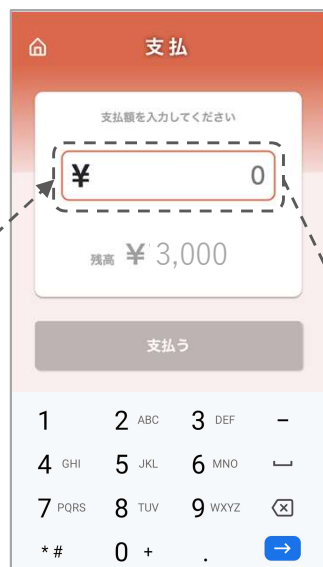 支払
支払額を入力してください
¥ 0
残高 ¥ 3,000
支払う
1 2 ABC 3 DEF -
4 GHI 5 JKL 6 MNO
7 PQRS 8 TUV 9 WXYZ
* # 0 + .